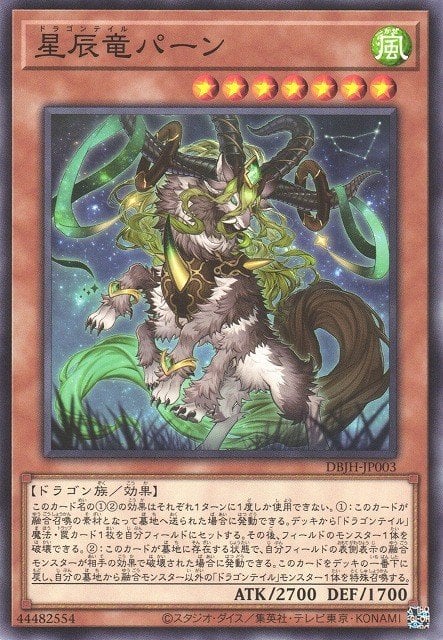 ドラゴンテイル
星辰竜パーン
かぜ
風
DBJH-JP003
【ドラゴン族／効果】
このカード名の①②の効果はそれぞれ1ターンに1度しか使用できない。①：このカードが
融合召喚の素材となって墓地へ送られた場合に発動できる。デッキから「ドラゴンテイル」
魔法・罠カード1枚を自分フィールドにセットする。その後、フィールドのモンスター1体を
破壊できる。②：このカードが墓地に存在する状態で、自分フィールドの表側表示の融合
モンスターが相手の効果で破壊された場合に発動できる。このカードをデッキの一番下に
戻し、自分の墓地から融合モンスター以外の「ドラゴンテイル」モンスター1体を特殊召喚する。
ATK/2700 DEF/1700
44482554
©スタジオ・ダイス／集英社・テレビ東京・KONAMI